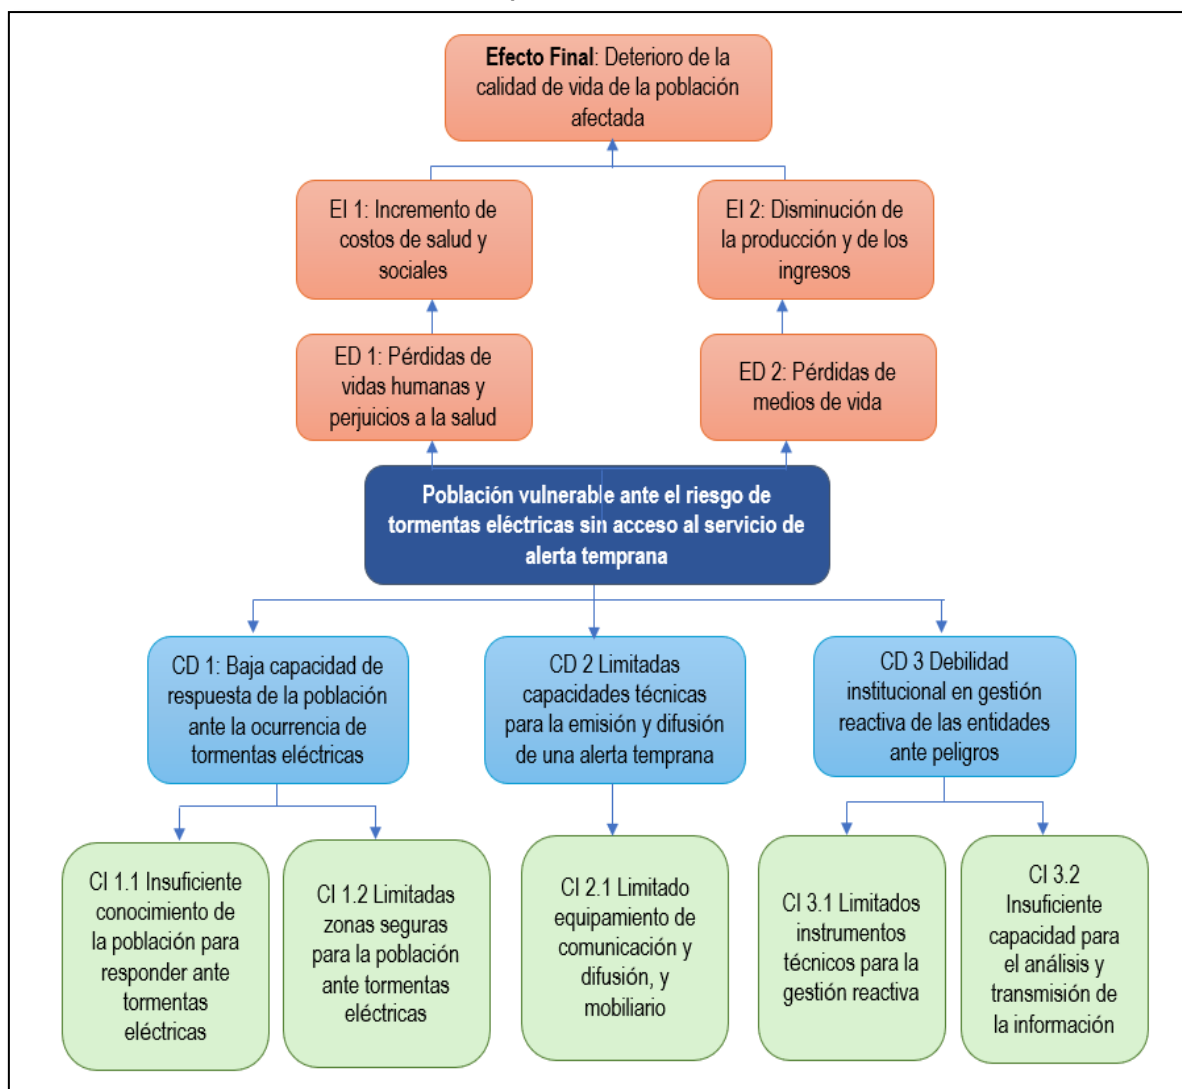 Efecto Final: Deterioro de la
calidad de vida de la población
afectada
EI 1: Incremento de
costos de salud y
sociales
EI 2: Disminución de
la producción y de los
ingresos
ED 1: Pérdidas de
vidas humanas y
perjuicios a la salud
ED 2: Pérdidas de
medios de vida
Población vulnerable ante el riesgo de
tormentas eléctricas sin acceso al servicio de
alerta temprana
CD 1: Baja capacidad de
respuesta de la población
ante la ocurrencia de
tormentas eléctricas
CD 2 Limitadas
capacidades técnicas
para la emisión y difusión
de una alerta temprana
CD 3 Debilidad
institucional en gestión
reactiva de las entidades
ante peligros
CI 1.1 Insuficiente
conocimiento de
la población para
responder ante
tormentas
eléctricas
CI 1.2 Limitadas
zonas seguras
para la población
ante tormentas
eléctricas
CI 2.1 Limitado
equipamiento de
comunicación y
difusión, y
mobiliario
CI 3.1 Limitados
instrumentos
técnicos para la
gestión reactiva
CI 3.2
Insuficiente
capacidad para
el análisis y
transmisión de
la información